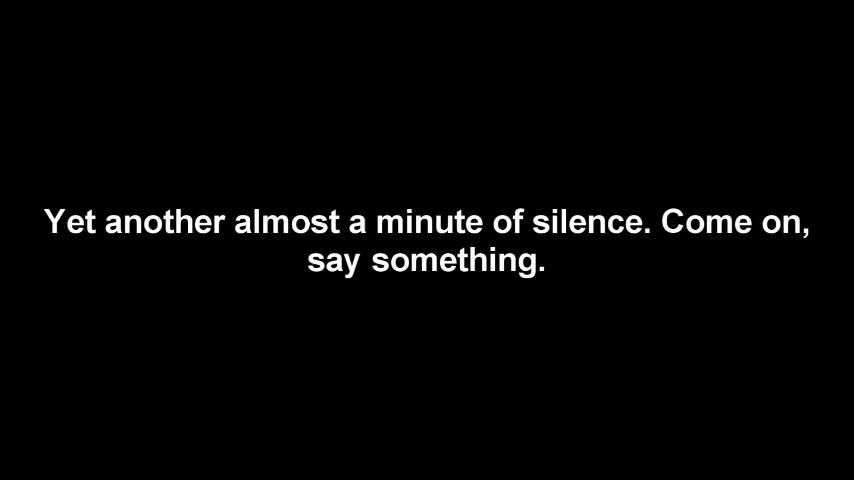 Yet another almost a minute of silence. Come on,
say something.